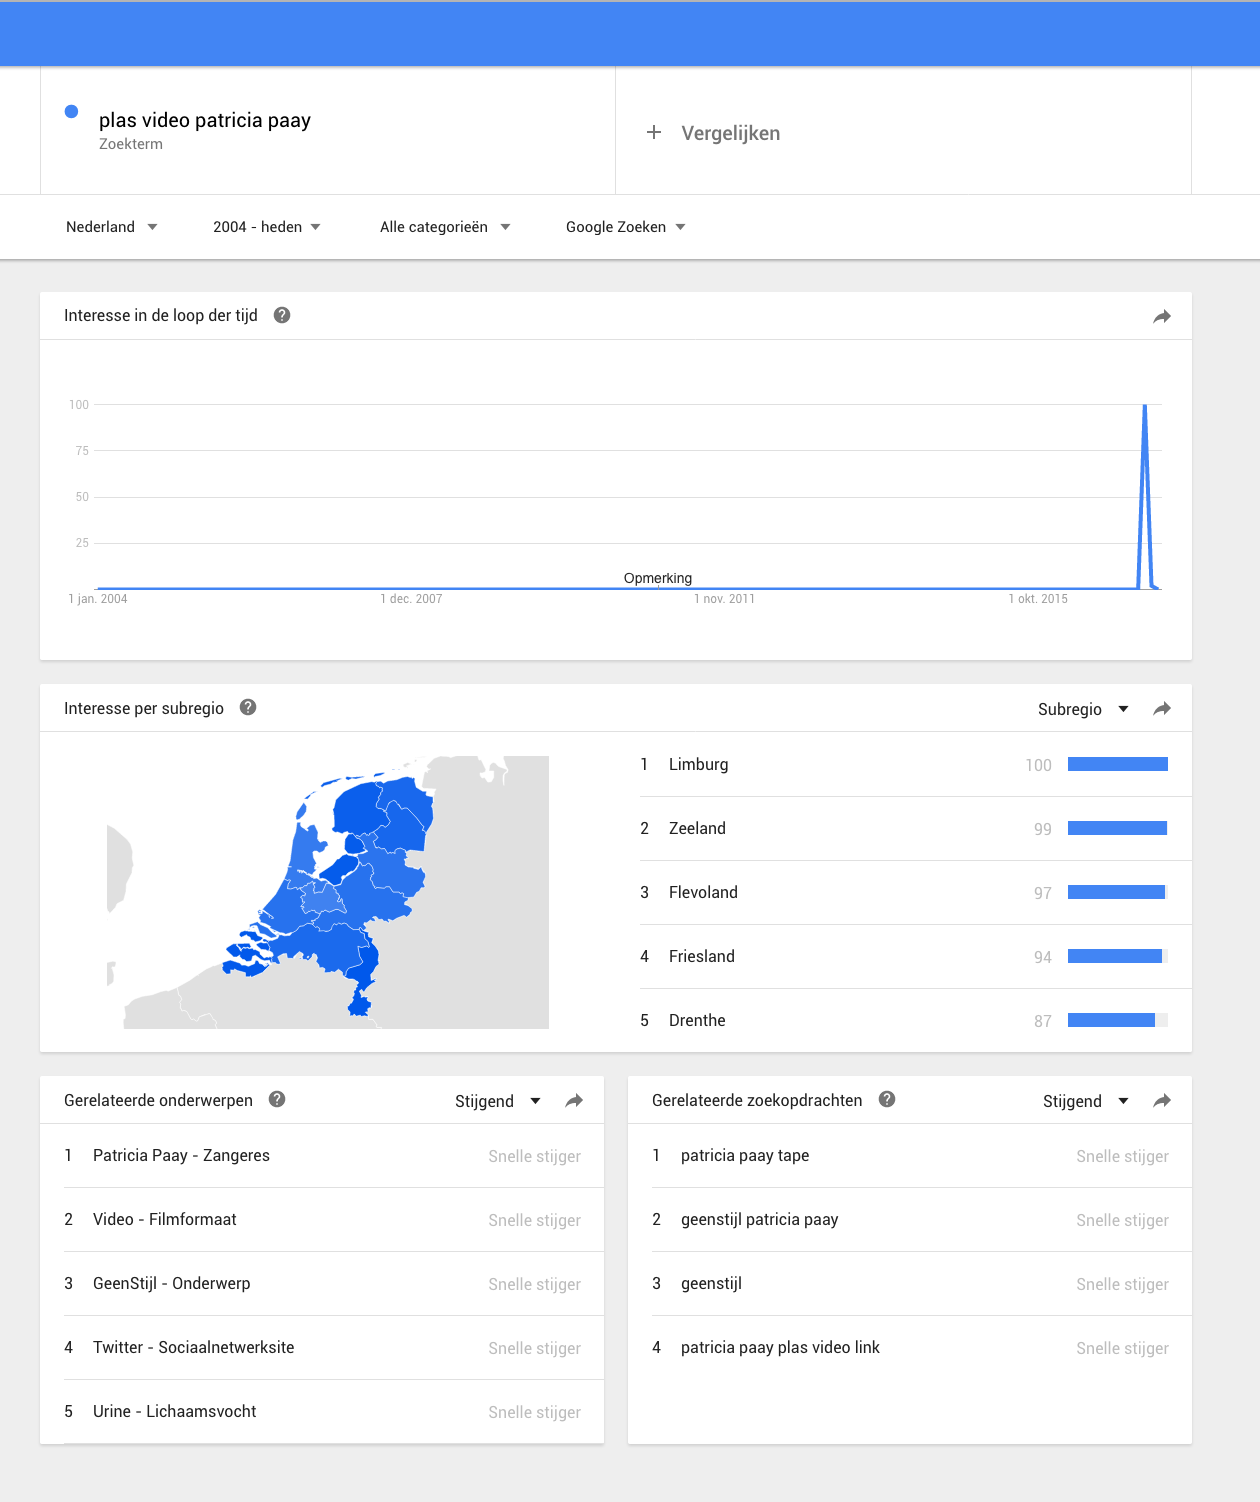 plas video patricia paay
Zoekterm
+ Vergelijken
Nederland 2004 - heden Alle categorieën Google Zoeken
Interesse in de loop der tijd ?
100
75
50
25
Opmerking
1 jan. 2004 1 dec. 2007 1 nov. 2011 1 okt. 2015
Interesse per subregio ? Subregio
1 Limburg 100
2 Zeeland 99
3 Flevoland 97
4 Friesland 94
5 Drenthe 87
Gerelateerde onderwerpen ? Stijgend
1 Patricia Paay - Zangeres Snelle stijger
2 Video - Filmformaat Snelle stijger
3 GeenStijl - Onderwerp Snelle stijger
4 Twitter - Sociaalnetwerksite Snelle stijger
5 Urine - Lichaamsvocht Snelle stijger
Gerelateerde zoekopdrachten ? Stijgend
1 patricia paay tape Snelle stijger
2 geenstijl patricia paay Snelle stijger
3 geenstijl Snelle stijger
4 patricia paay plas video link Snelle stijger